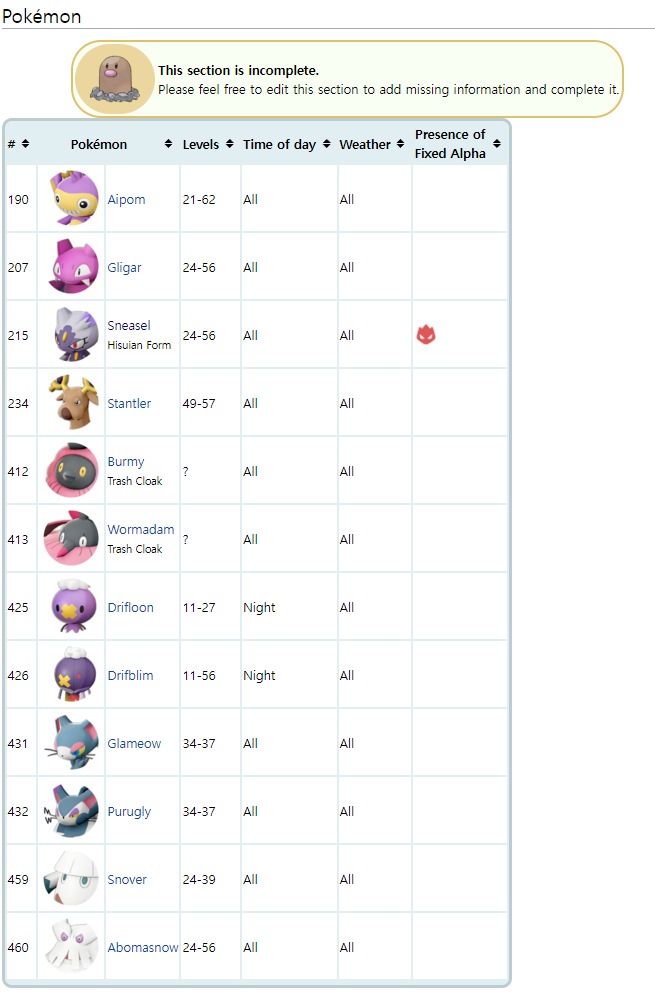 Pokémon
This section is incomplete.
Please feel free to edit this section to add missing information and complete it.
# Pokémon Levels Time of day Weather Presence of
Fixed Alpha
190 Aipom 21-62 All All
207 Gligar 24-56 All All
215 Sneasel 24-56 All All
Hisuian Form
234 Stantler 49-57 All All
412 Burmy ? All All
Trash Cloak
413 Wormadam ? All All
Trash Cloak
425 Drifloon 11-27 Night All
426 Drifblim 11-56 Night All
431 Glameow 34-37 All All
432 Purugly 34-37 All All
459 Snover 24-39 All All
460 Abomasnow 24-56 All All